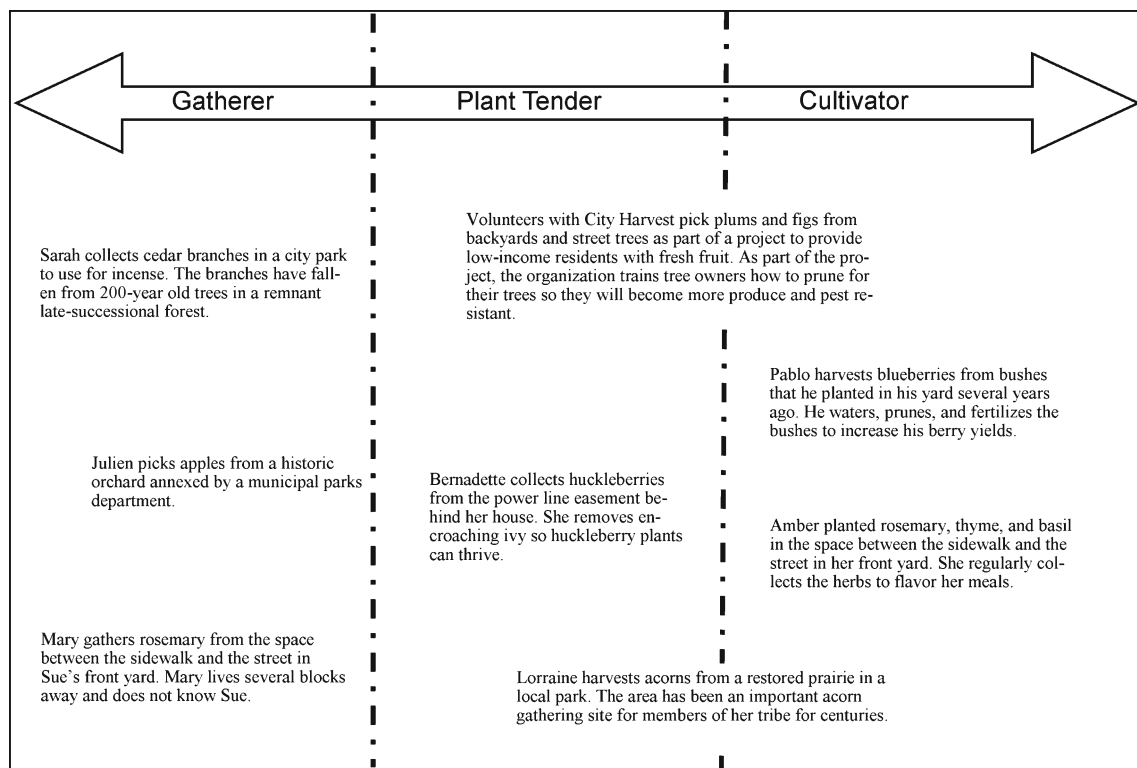 Gatherer
Plant Tender
Cultivator
Sarah collects cedar branches in a city park
to use for incense. The branches have fall-
en from 200-year old trees in a remnant
late-successional forest.
Volunteers with City Harvest pick plums and figs from
backyards and street trees as part of a project to provide
low-income residents with fresh fruit. As part of the pro-
ject, the organization trains tree owners how to prune for
their trees so they will become more produce and pest re-
sistant.
Pablo harvests blueberries from bushes
that he planted in his yard several years
ago. He waters, prunes, and fertilizes the
bushes to increase his berry yields.
Julien picks apples from a historic
orchard annexed by a municipal parks
department.
Bernadette collects huckleberries
from the power line easement be-
hind her house. She removes en-
croaching ivy so huckleberry plants
can thrive.
Amber planted rosemary, thyme, and basil
in the space between the sidewalk and the
street in her front yard. She regularly col-
lects the herbs to flavor her meals.
Mary gathers rosemary from the space
between the sidewalk and the street in
Sue's front yard. Mary lives several blocks
away and does not know Sue.
Lorraine harvests acorns from a restored prairie in a
local park. The area has been an important acorn
gathering site for members of her tribe for centuries.